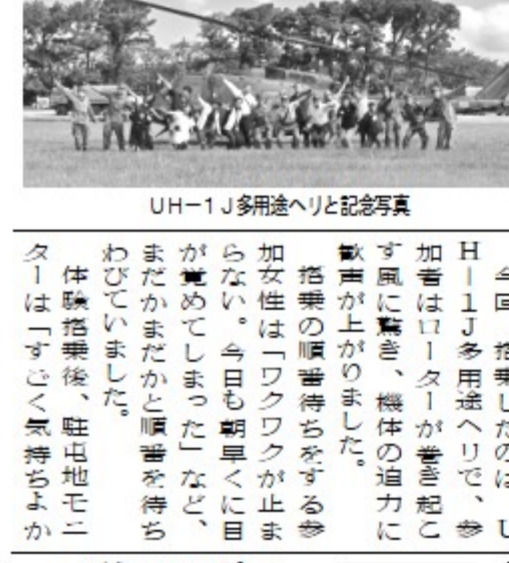 UH－1J多用途ヘリと記念写真
今回、搭乗したのは、U
H－1J多用途ヘリで、参
加者はローターが巻き起こ
す風に驚き、機体の迫力に
歓声が上がりました。
搭乗の順番待ちをする参
加女性は「ワクワクが止ま
らない。今日も朝早くに目
が覚めてしまった」など、
まだかまだかと順番を待ち
わびていました。
体験搭乗後、駐屯地モニ
ターは「すごく気持ちよか